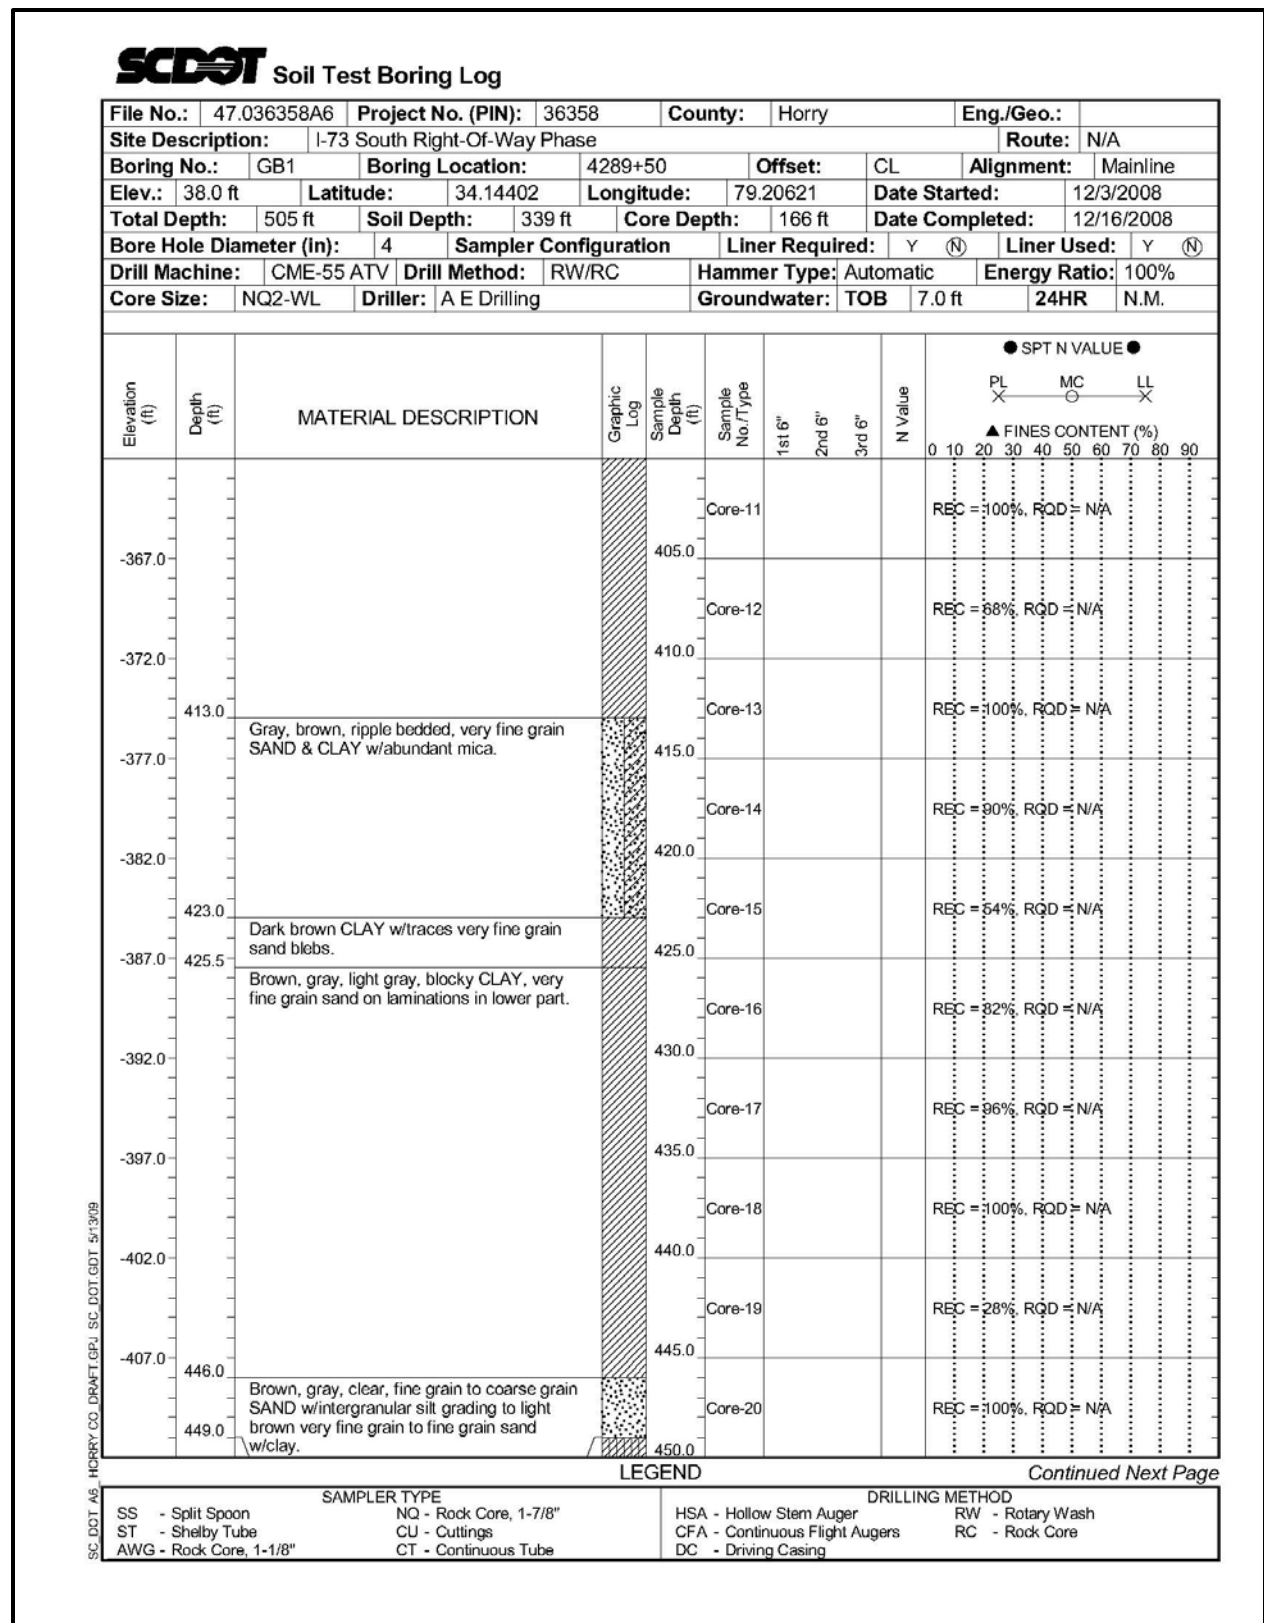 SCDOT Soil Test Boring Log
File No.: 47.036358A6 Project No. (PIN): 36358 County: Horry Eng./Geo.:
Site Description: I-73 South Right-Of-Way Phase Route: N/A
Boring No.: GB1 Boring Location: 4289+50 Offset: CL Alignment: Mainline
Elev.: 38.0 ft Latitude: 34.14402 Longitude: 79.20621 Date Started: 12/3/2008
Total Depth: 505 ft Soil Depth: 339 ft Core Depth: 166 ft Date Completed: 12/16/2008
Bore Hole Diameter (in): 4 Sampler Configuration Liner Required: Y N Liner Used: Y N
Drill Machine: CME-55 ATV Drill Method: RW/RC Hammer Type: Automatic Energy Ratio: 100%
Core Size: NQ2-WL Driller: A E Drilling Groundwater: TOB 7.0 ft 24HR N.M.
Elevation (ft) Depth (ft) MATERIAL DESCRIPTION Graphic Log Sample Depth (ft) Sample No./Type 1st 6" 2nd 6" 3rd 6" N Value
SPT N VALUE
PL MC LL
FINES CONTENT (%)
0 10 20 30 40 50 60 70 80 90
Core-11 REC = 100%, RQD = N/A
-367.0 405.0
Core-12 REC = 68%, RQD = N/A
-372.0 410.0
413.0 Core-13 REC = 100%, RQD = N/A
Gray, brown, ripple bedded, very fine grain
SAND & CLAY w/abundant mica.
-377.0 415.0
Core-14 REC = 90%, RQD = N/A
-382.0 420.0
423.0 Core-15 REC = 54%, RQD = N/A
Dark brown CLAY w/traces very fine grain
sand blebs.
-387.0 425.5 425.0
Brown, gray, light gray, blocky CLAY, very
fine grain sand on laminations in lower part.
Core-16 REC = 82%, RQD = N/A
-392.0 430.0
Core-17 REC = 96%, RQD = N/A
-397.0 435.0
Core-18 REC = 100%, RQD = N/A
-402.0 440.0
Core-19 REC = 28%, RQD = N/A
-407.0 445.0
446.0
Brown, gray, clear, fine grain to coarse grain
SAND w/intergranular silt grading to light
brown very fine grain to fine grain sand
w/clay.
Core-20 REC = 100%, RQD = N/A
449.0 450.0
LEGEND Continued Next Page
SAMPLER TYPE DRILLING METHOD
SS - Split Spoon NQ - Rock Core, 1-7/8" HSA - Hollow Stem Auger RW - Rotary Wash
ST - Shelby Tube CU - Cuttings CFA - Continuous Flight Augers RC - Rock Core
AWG - Rock Core, 1-1/8" CT - Continuous Tube DC - Driving Casing
SC_DOT A6_HORRY CO_DRAFT.GPJ SC_DOT.GDT 5/13/09